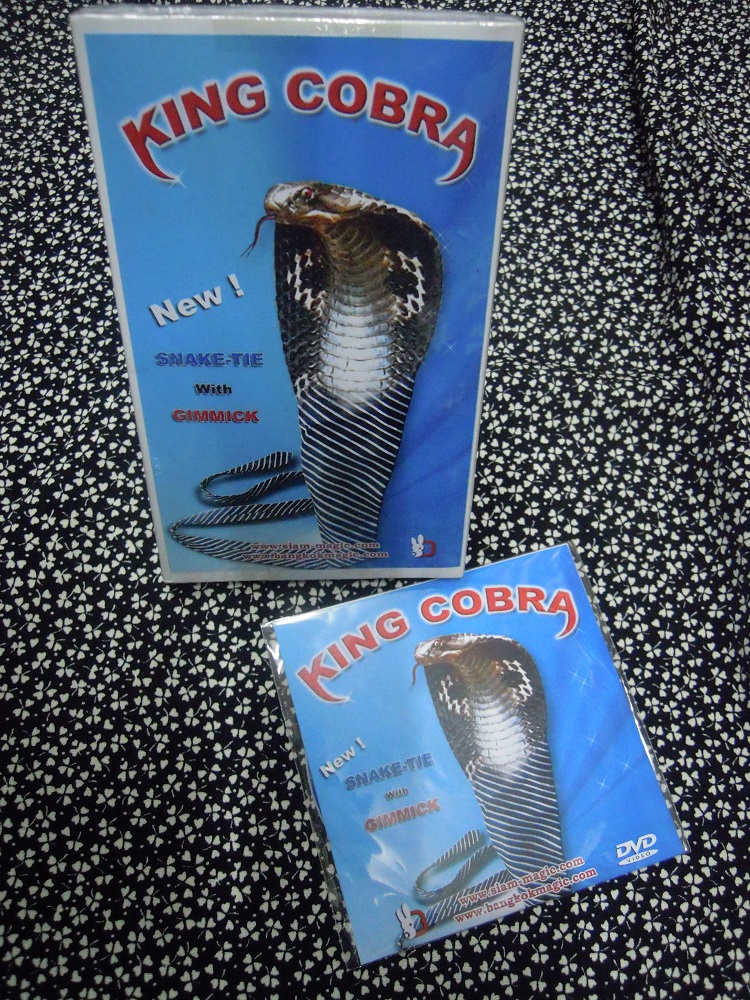 KING COBRA
New !
SNAKE-TIE
With
GIMMICK
www.siam-magic.com
www.bangkokmagic.com
KING COBRA
New !
SNAKE-TIE
With
GIMMICK
DVD
VIDEO
www.siam-magic.com
www.bangkokmagic.com